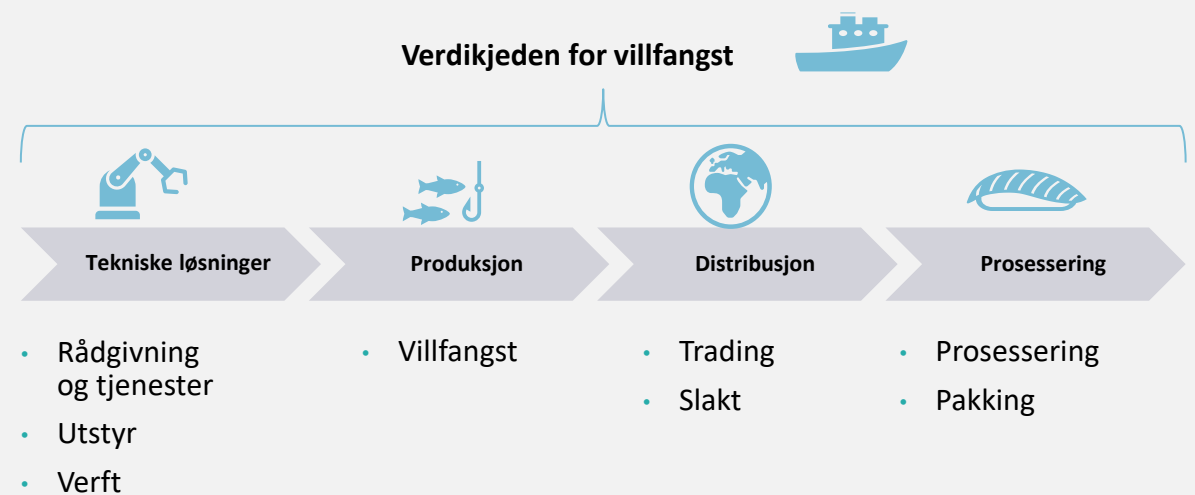 Verdikjeden for villfangst
Tekniske løsninger
Produksjon
Distribusjon
Prosessering
• Rådgivning
og tjenester
• Utstyr
• Verft
• Villfangst
• Trading
• Slakt
• Prosessering
• Pakking